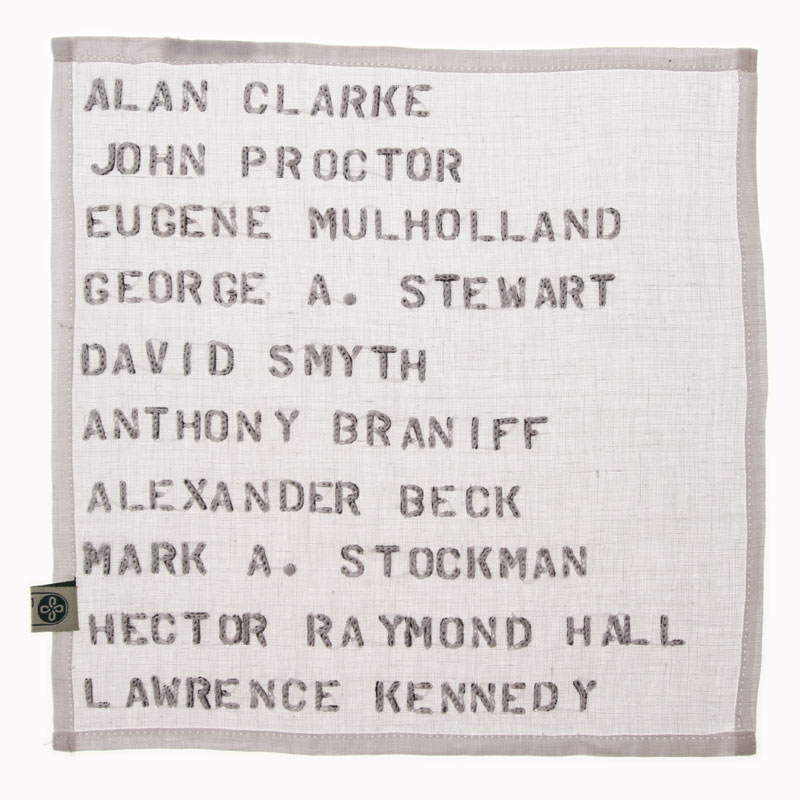 ALAN CLARKE
JOHN PROCTOR
EUGENE MULHOLLAND
GEORGE A. STEWART
DAVID SMYTH
ANTHONY BRANIFF
ALEXANDER BECK
MARK A. STOCKMAN
HECTOR RAYMOND HALL
LAWRENCE KENNEDY